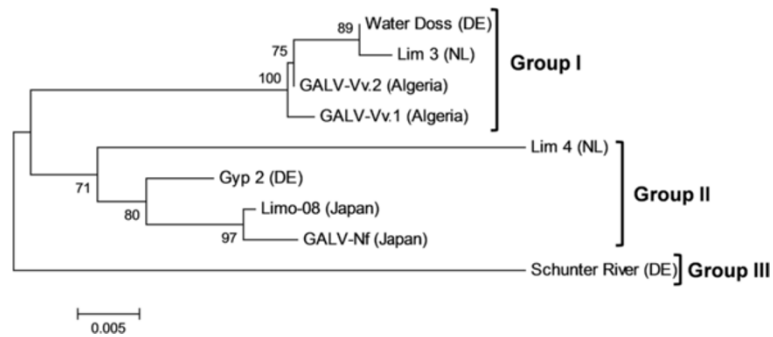 89
Water Doss (DE)
Lim 3 (NL)
75
100
GALV-Vv.2 (Algeria)
GALV-Vv.1 (Algeria)
Group I
Lim 4 (NL)
71
Gyp 2 (DE)
80
Limo-08 (Japan)
97
GALV-Nf (Japan)
Group II
Schunter River (DE)
Group III
0.005